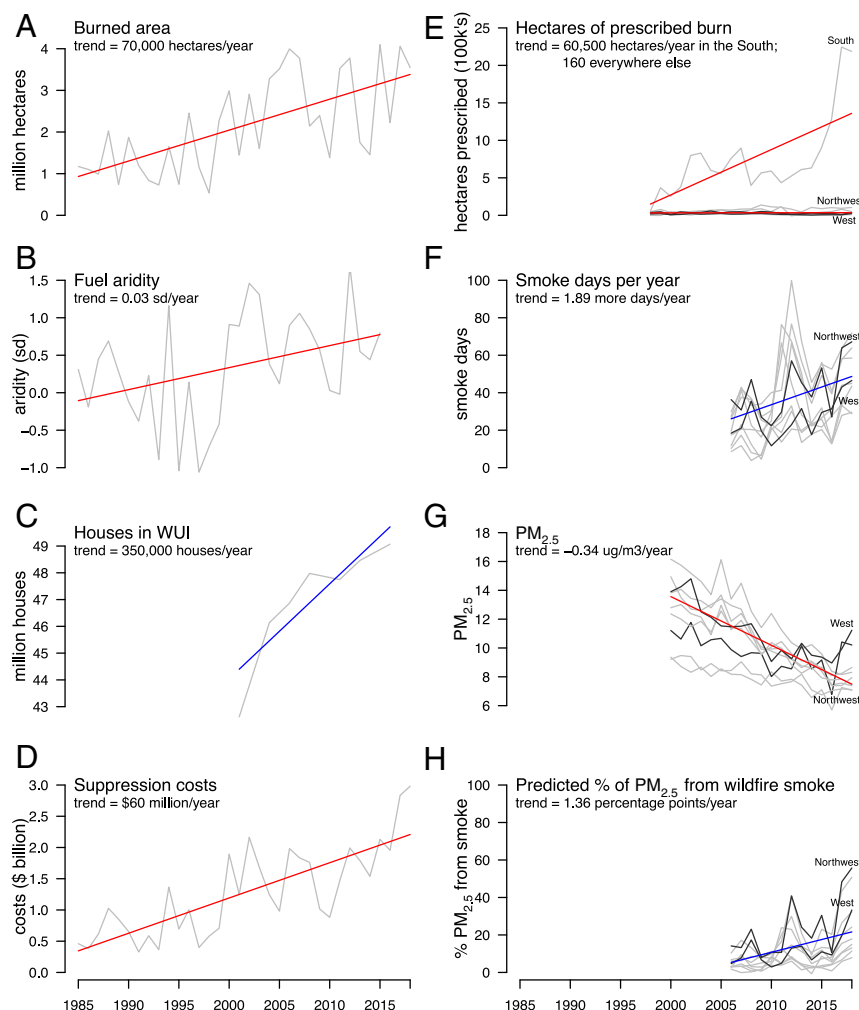 A
Burned area
trend = 70,000 hectares/year
million hectares
4
3
2
1
0
B
Fuel aridity
trend = 0.03 sd/year
aridity (sd)
1.5
1.0
0.5
0.0
−0.5
−1.0
C
Houses in WUI
trend = 350,000 houses/year
million houses
49
48
47
46
45
44
43
D
Suppression costs
trend = $60 million/year
costs ($ billion)
3.0
2.5
2.0
1.5
1.0
0.5
0.0
1985 1990 1995 2000 2005 2010 2015
E
Hectares of prescribed burn
trend = 60,500 hectares/year in the South;
160 everywhere else
hectares prescribed (100k's)
25
20
15
10
5
0
South
Northwes
West
F
Smoke days per year
trend = 1.89 more days/year
smoke days
100
80
60
40
20
0
Northwest
West
G
PM2.5
trend = −0.34 ug/m3/year
PM2.5
18
16
14
12
10
8
6
West
Northwest
H
Predicted % of PM2.5 from wildfire smoke
trend = 1.36 percentage points/year
% PM2.5 from smoke
100
80
60
40
20
0
Northwes
West
1985 1990 1995 2000 2005 2010 2015